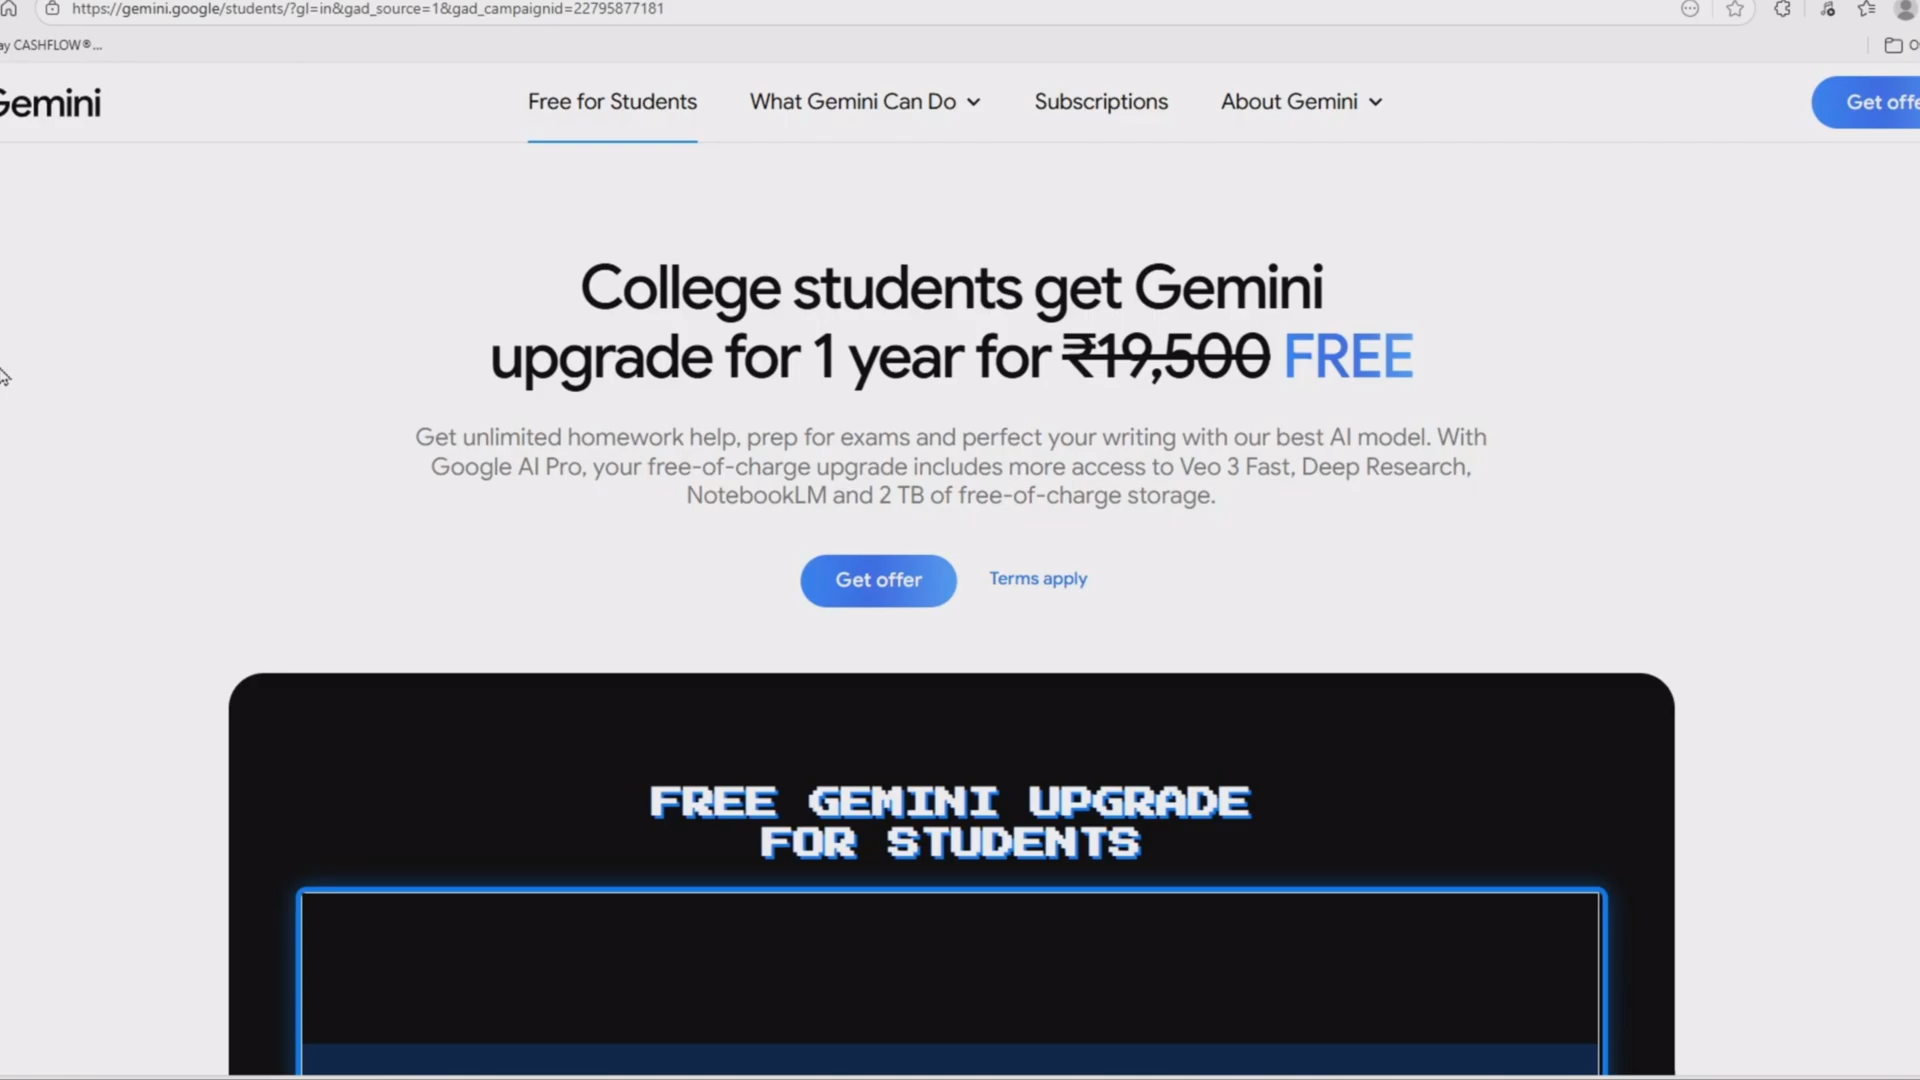 https://gemini.google/students/?gl=in&gad_source=1&gad_campaignid=22795877181
ay CASHFLOW®...
Gemini
Free for Students
What Gemini Can Do
Subscriptions
About Gemini
Get offe
College students get Gemini
upgrade for 1 year for ₹19,500 FREE
Get unlimited homework help, prep for exams and perfect your writing with our best AI model. With
Google AI Pro, your free-of-charge upgrade includes more access to Veo 3 Fast, Deep Research,
NotebookLM and 2 TB of free-of-charge storage.
Get offer
Terms apply
FREE GEMINI UPGRADE
FOR STUDENTS